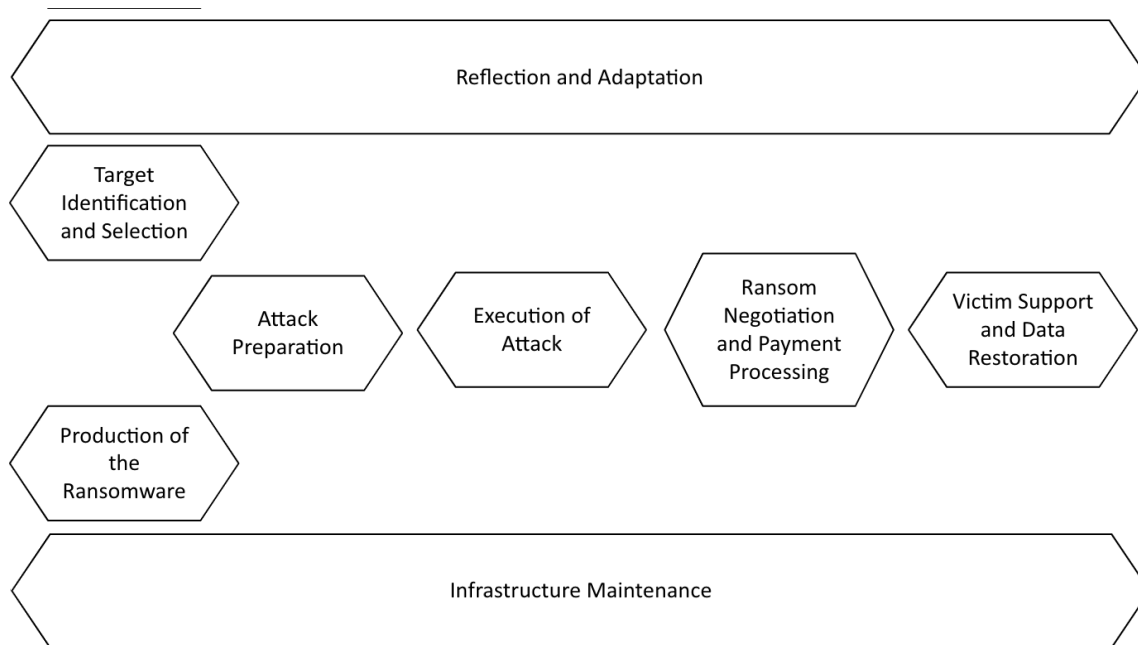 Reflection and Adaptation
Target
Identification
and Selection
Attack
Preparation
Execution of
Attack
Ransom
Negotiation
and Payment
Processing
Victim Support
and Data
Restoration
Production of
the
Ransomware
Infrastructure Maintenance